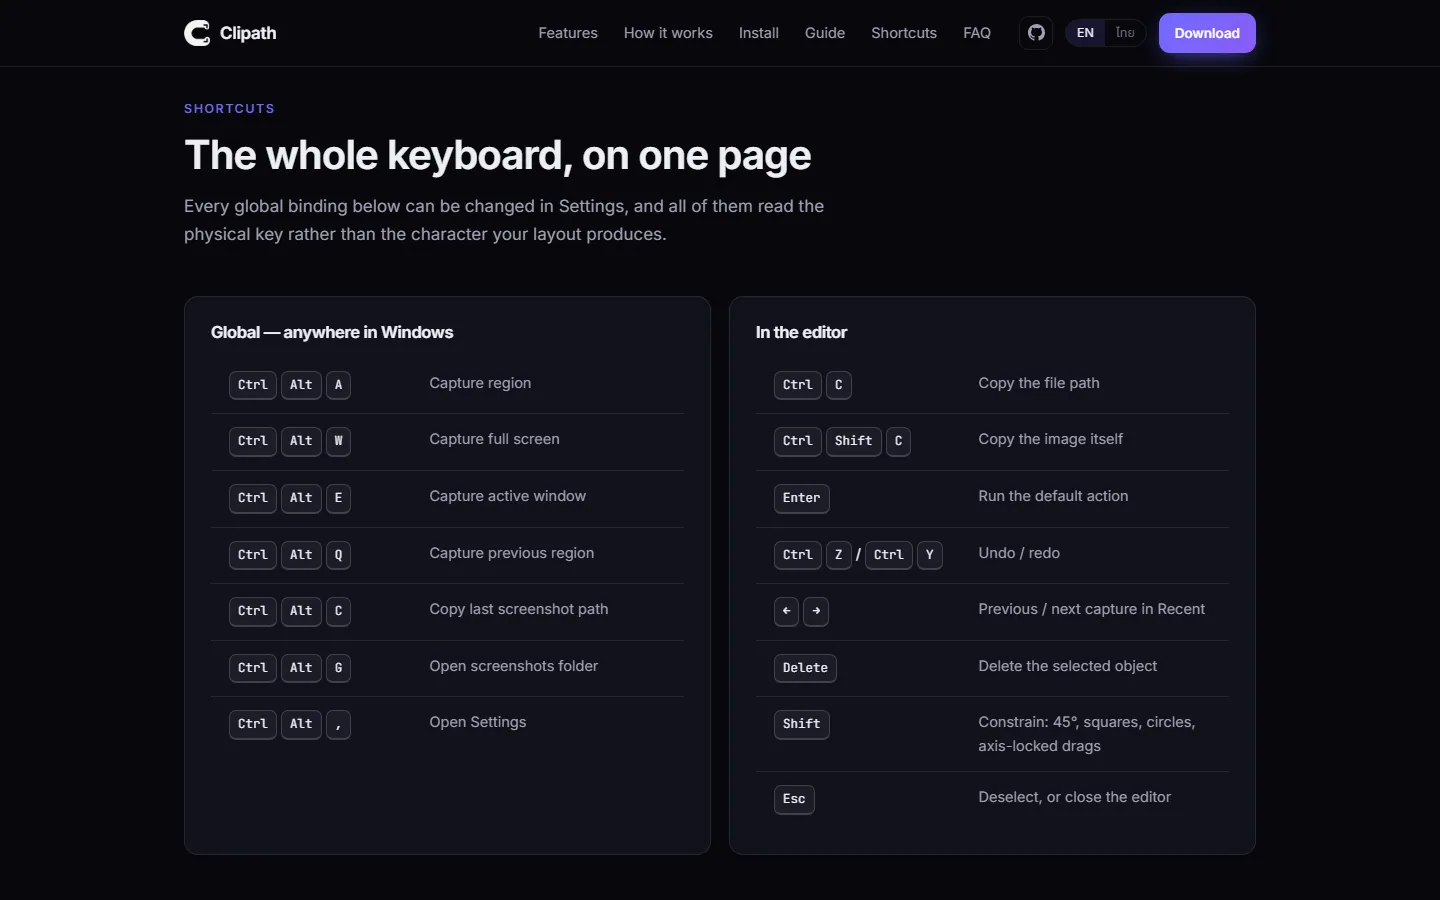 Clipath
Features How it works Install Guide Shortcuts FAQ EN ไทย Download
SHORTCUTS
The whole keyboard, on one page
Every global binding below can be changed in Settings, and all of them read the
physical key rather than the character your layout produces.
Global — anywhere in Windows
Ctrl Alt A Capture region
Ctrl Alt W Capture full screen
Ctrl Alt E Capture active window
Ctrl Alt Q Capture previous region
Ctrl Alt C Copy last screenshot path
Ctrl Alt G Open screenshots folder
Ctrl Alt , Open Settings
In the editor
Ctrl C Copy the file path
Ctrl Shift C Copy the image itself
Enter Run the default action
Ctrl Z / Ctrl Y Undo / redo
← → Previous / next capture in Recent
Delete Delete the selected object
Shift Constrain: 45°, squares, circles,
axis-locked drags
Esc Deselect, or close the editor